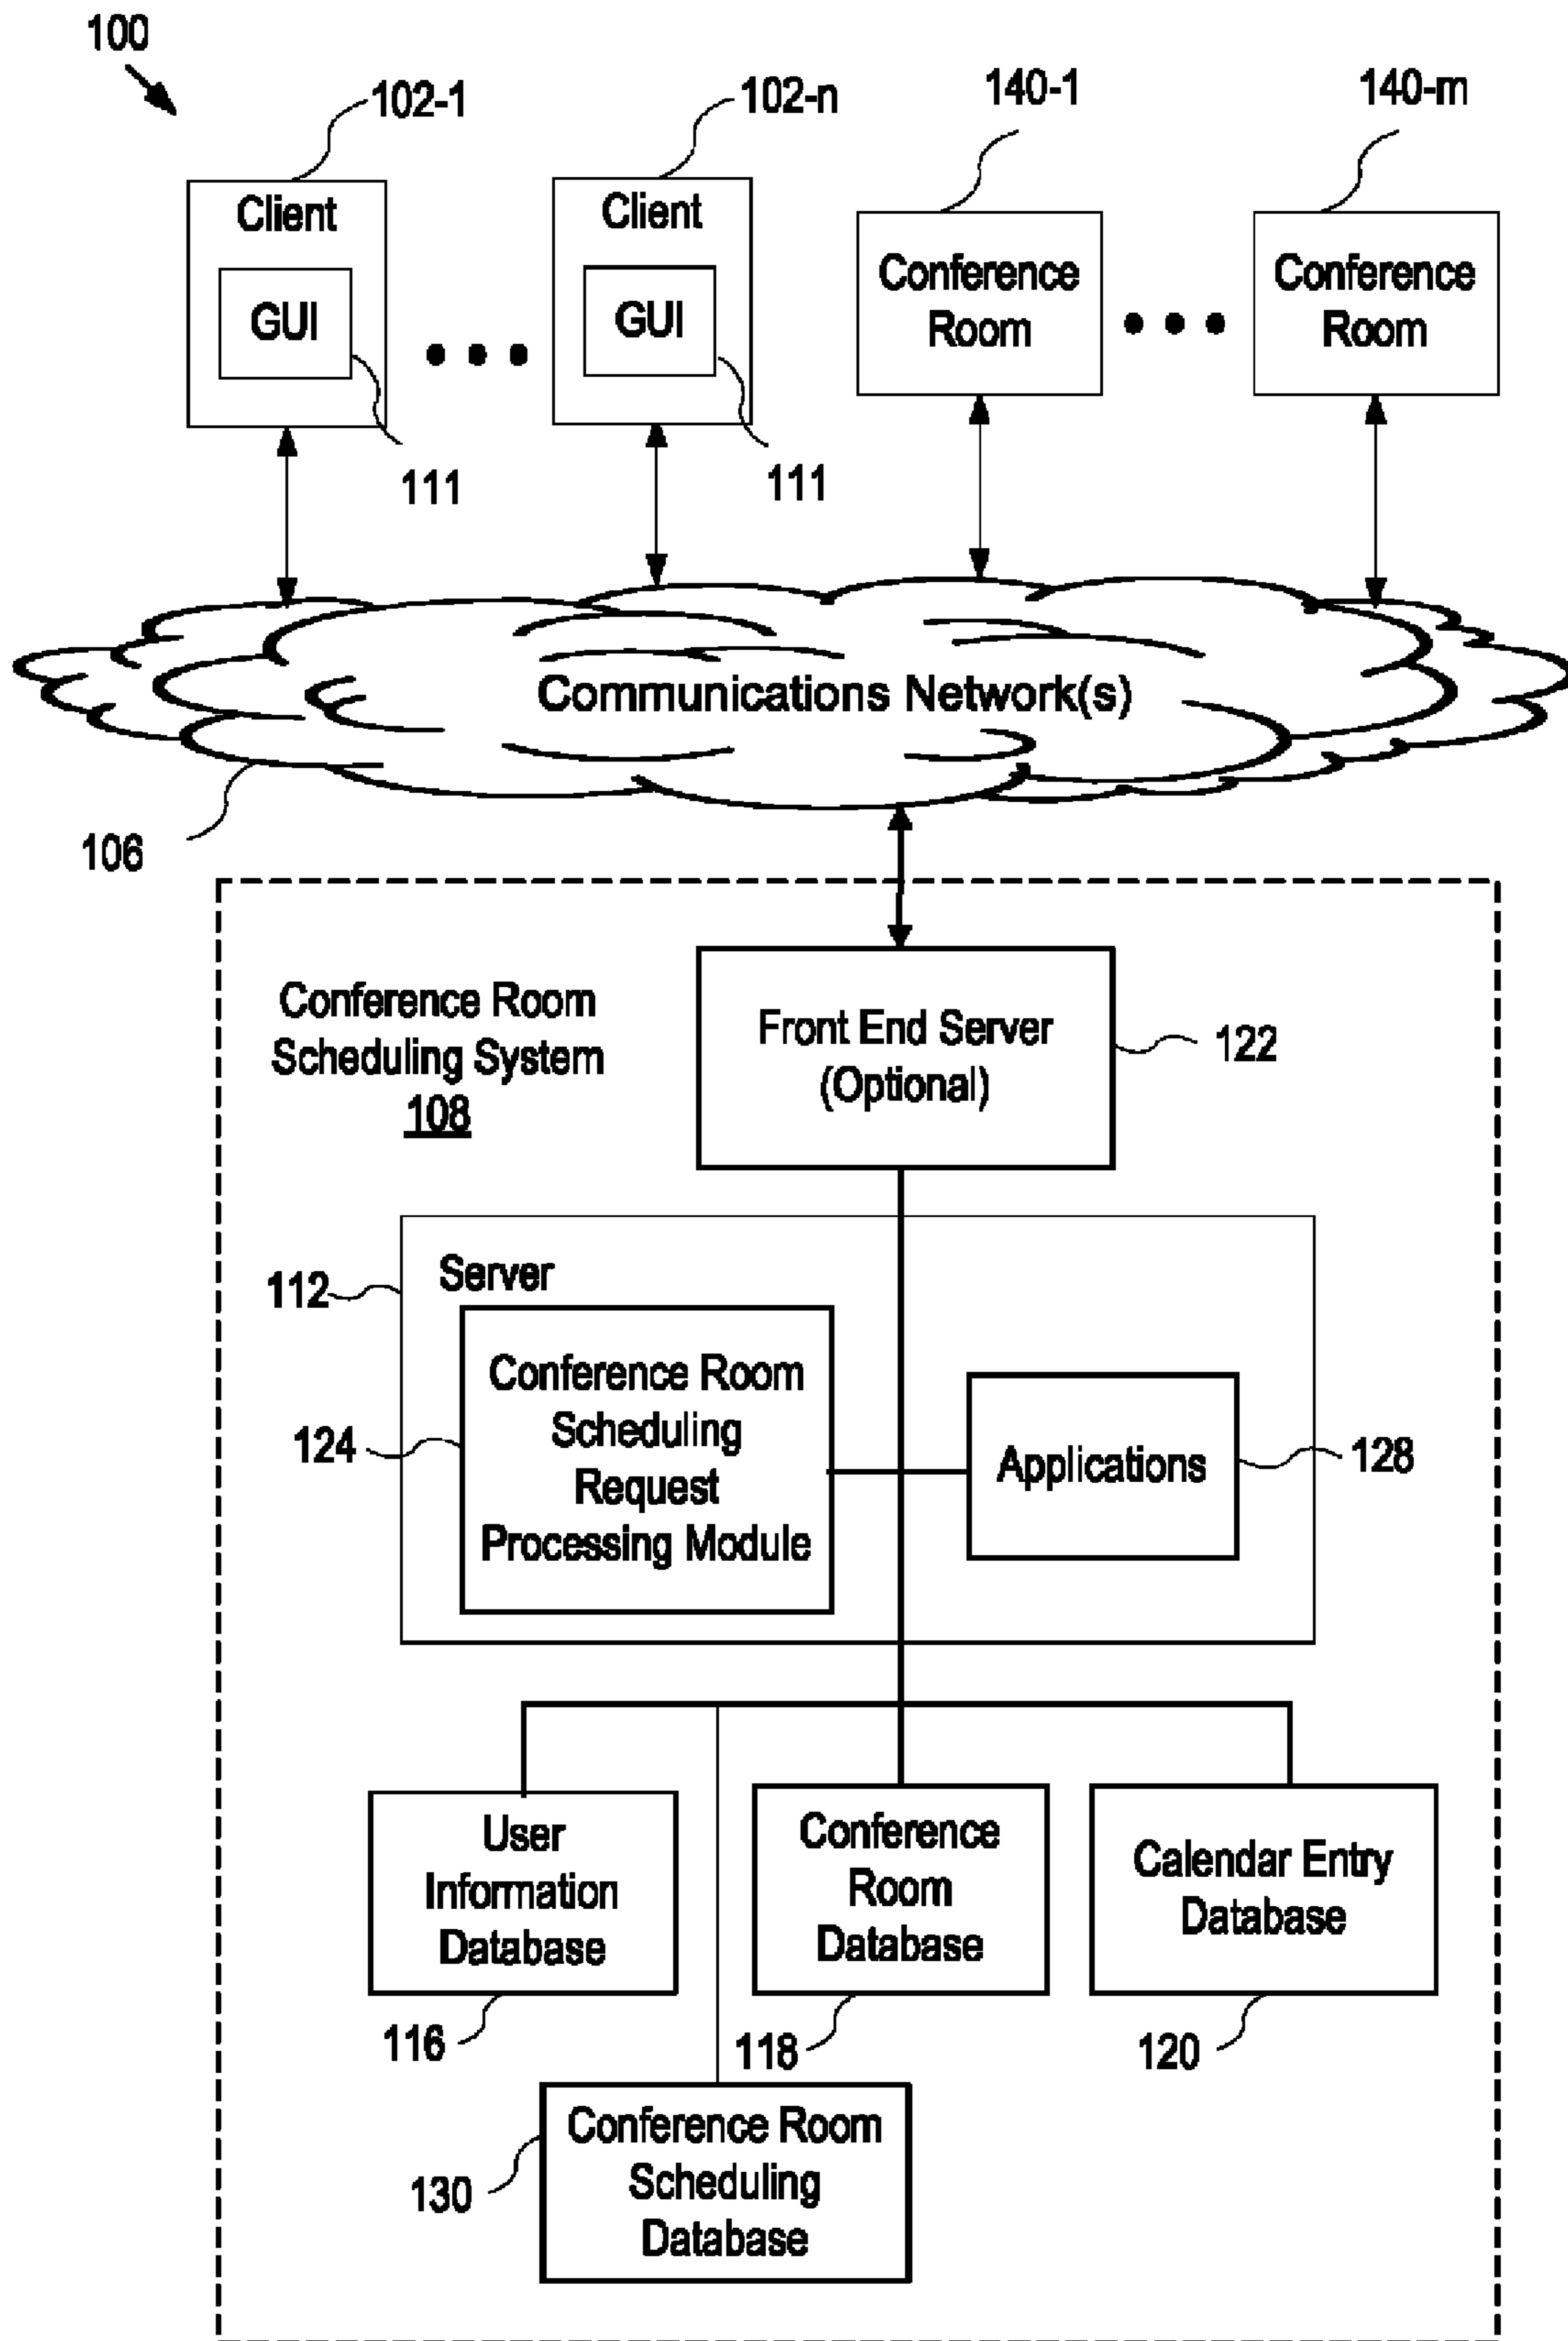 100
102-1
102-n
140-1
140-m
Client
GUI
111
Client
GUI
111
Conference
Room
Conference
Room
Communications Network(s)
106
Conference Room
Scheduling System
108
Front End Server
(Optional)
122
112
Server
124
Conference Room
Scheduling
Request
Processing Module
Applications
128
User
Information
Database
116
Conference
Room
Database
118
Calendar Entry
Database
120
130
Conference Room
Scheduling
Database